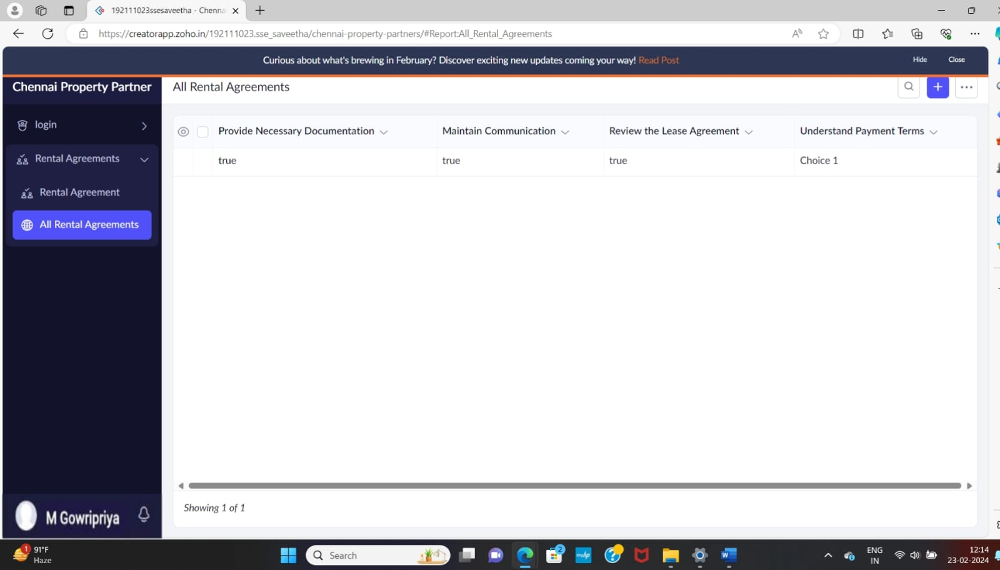 192111023ssesaveetha - Chenna
https://creatorapp.zoho.in/192111023.sse_saveetha/chennai-property-partners/#Report:All_Rental_Agreements
Curious about what's brewing in February? Discover exciting new updates coming your way! Read Post
Hide
Close
Chennai Property Partner
All Rental Agreements
login
Provide Necessary Documentation
Maintain Communication
Review the Lease Agreement
Understand Payment Terms
Rental Agreements
true
true
true
Choice 1
Rental Agreement
All Rental Agreements
Showing 1 of 1
M Gowripriya
1
91°F
Haze
Search
2
myhp
W
ENG
IN
12:14
23-02-2024